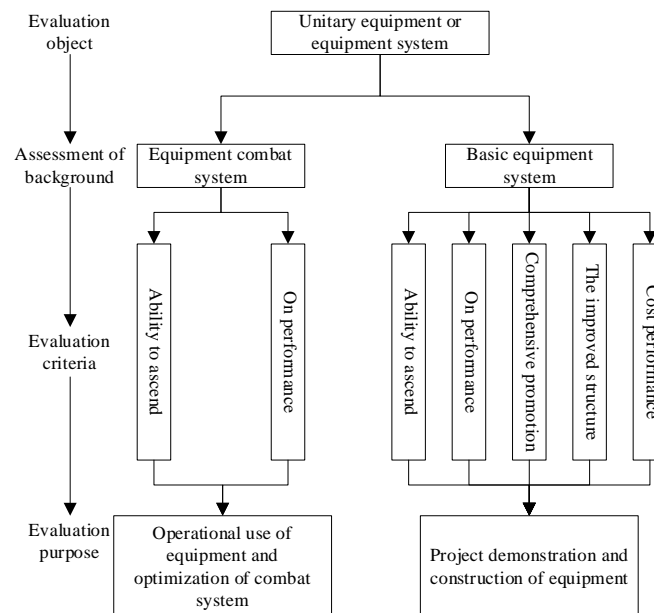 Evaluation
object
Unitary equipment or
equipment system
Assessment of
background
Equipment combat
system
Basic equipment
system
Evaluation
criteria
Ability to ascend
On performance
Ability to ascend
On performance
Comprehensive promotion
The improved structure
Cost performance
Evaluation
purpose
Operational use of
equipment and
optimization of combat
system
Project demonstration and
construction of equipment